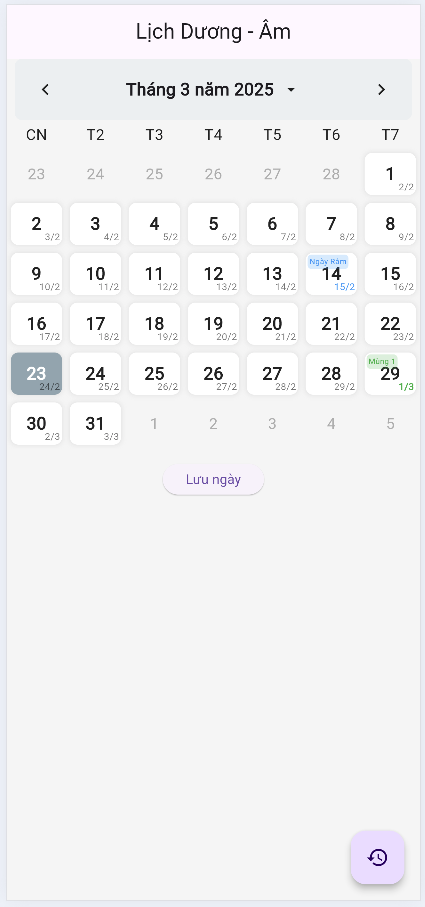 Lịch Dương - Âm
Tháng 3 năm 2025
CN T2 T3 T4 T5 T6 T7
23 24 25 26 27 28 1
2/2
2 3 4 5 6 7 8
3/2 4/2 5/2 6/2 7/2 8/2 9/2
Ngày Rằm
9 10 11 12 13 14 15
10/2 11/2 12/2 13/2 14/2 15/2 16/2
16 17 18 19 20 21 22
17/2 18/2 19/2 20/2 21/2 22/2 23/2
Mùng 1
23 24 25 26 27 28 29
24/2 25/2 26/2 27/2 28/2 29/2 1/3
30 31 1 2 3 4 5
2/3 3/3
Lưu ngày